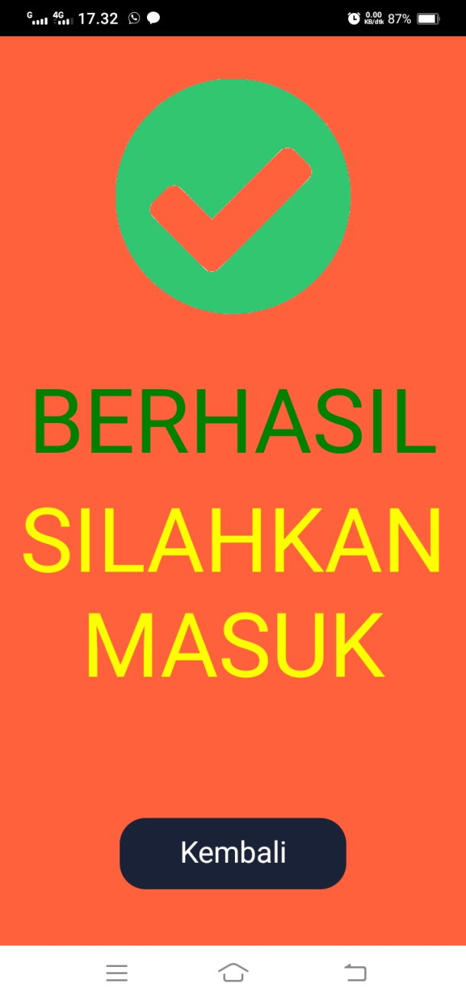 G 4G 17.32 0.00 KB/dtk 87%
BERHASIL
SILAHKAN
MASUK
Kembali